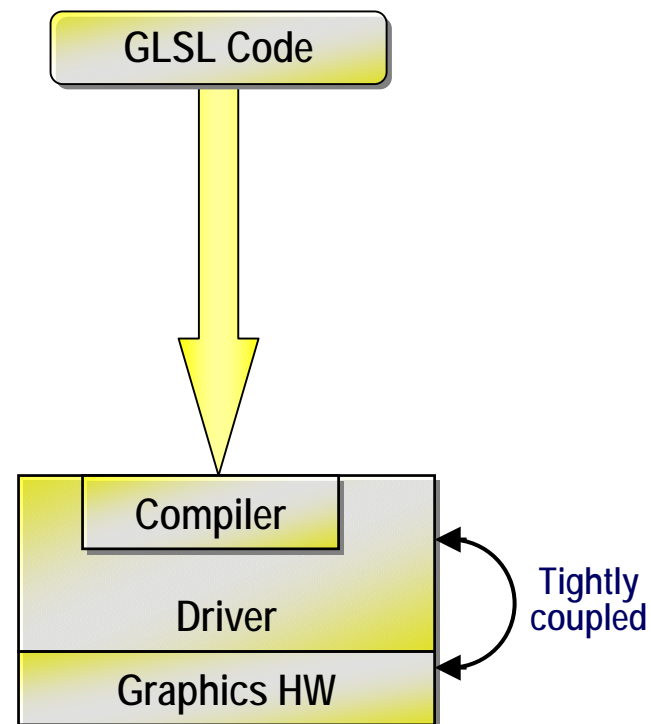 GLSL Code
Compiler
Driver
Tightly
coupled
Graphics HW